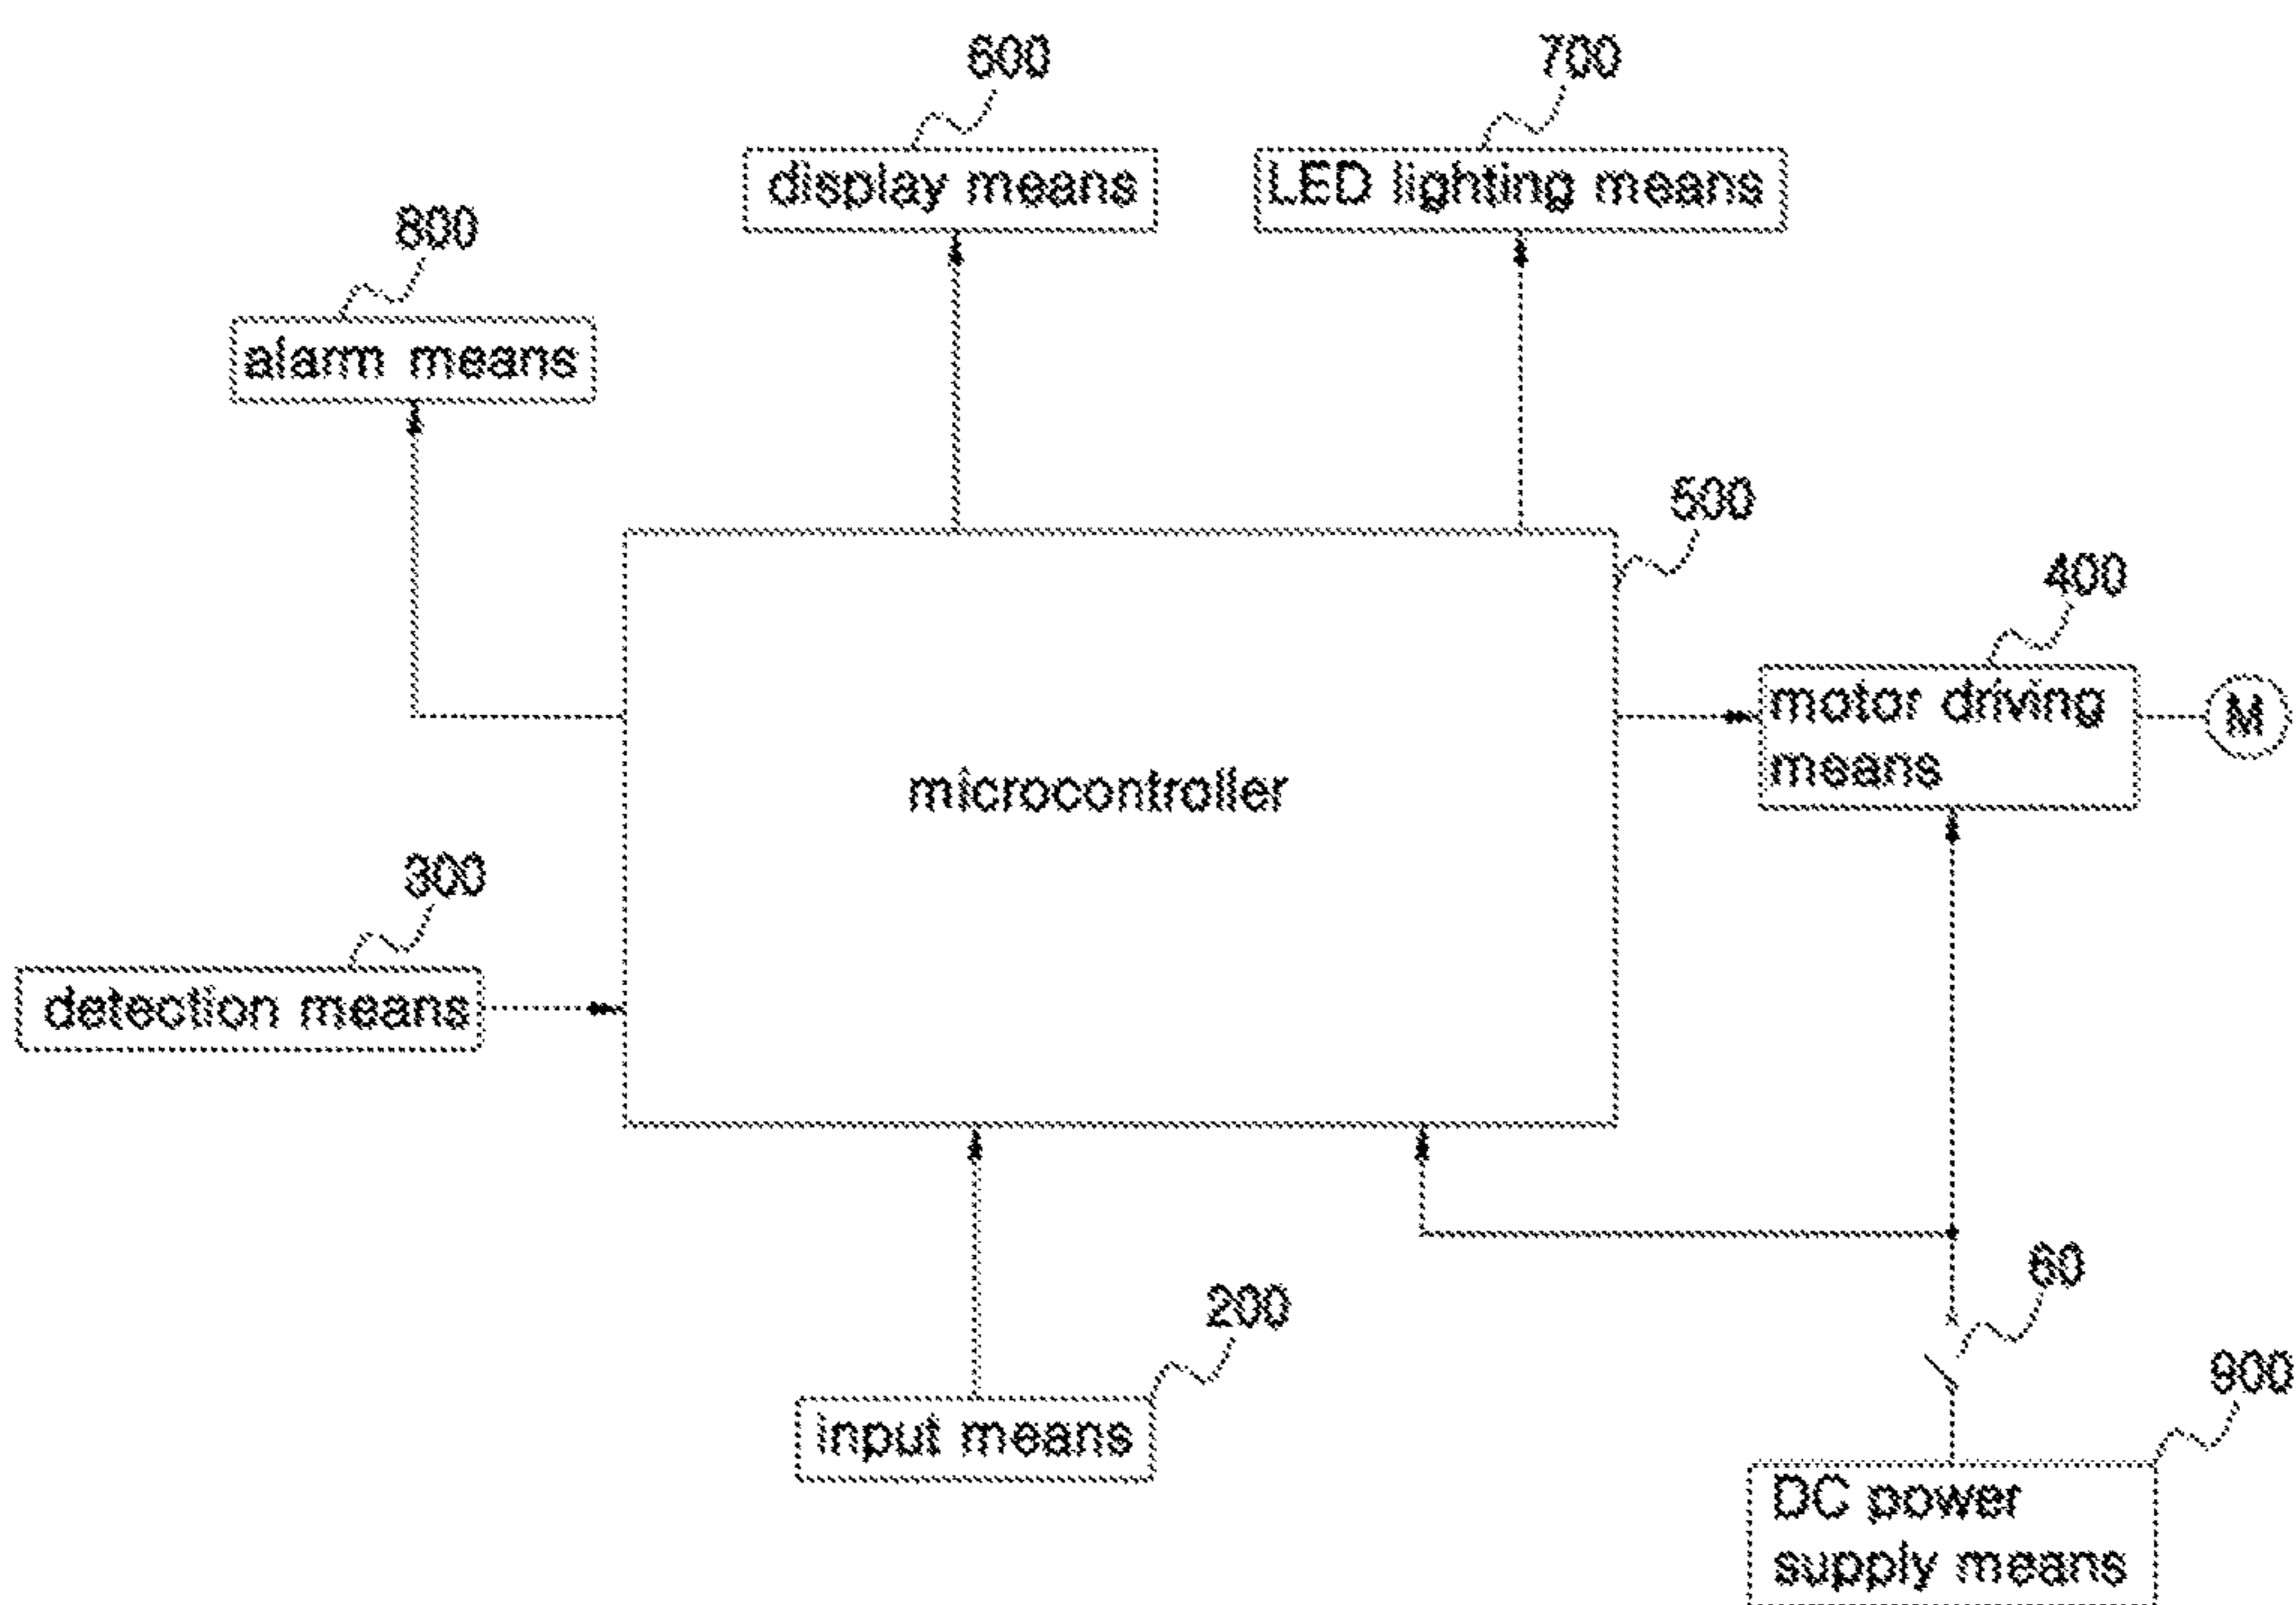 600
700
display means
LED lighting means
800
alarm means
500
400
motor driving
means
M
microcontroller
300
detection means
60
200
900
input means
DC power
supply means